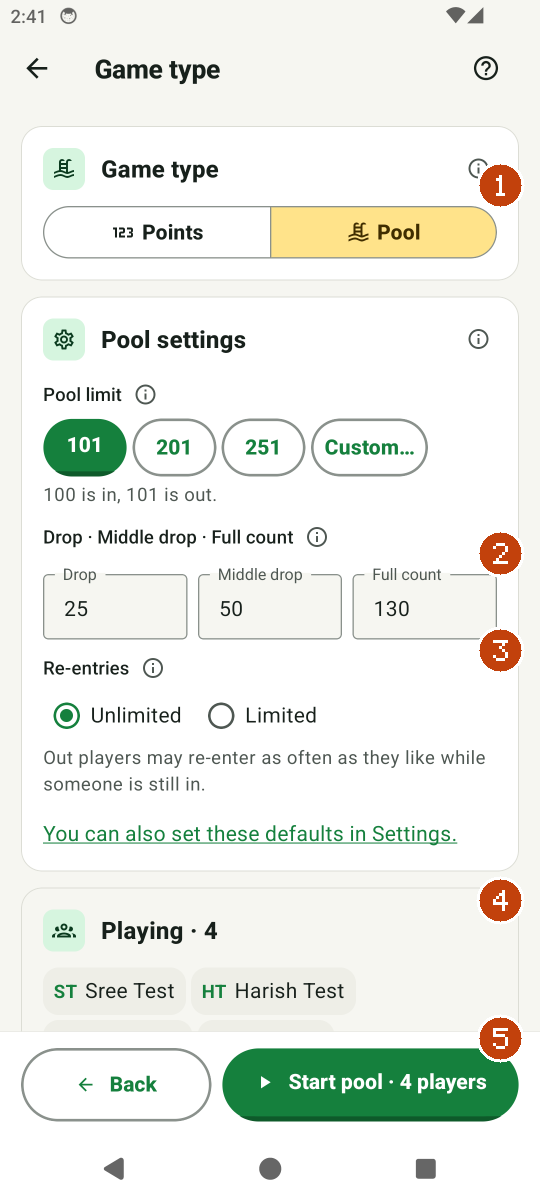 2:41
Game type
Game type
1
123 Points
Pool
Pool settings
Pool limit
101 201 251 Custom...
100 is in, 101 is out.
Drop · Middle drop · Full count
2
Drop Middle drop Full count
25 50 130
3
Re-entries
Unlimited Limited
Out players may re-enter as often as they like while
someone is still in.
You can also set these defaults in Settings.
4
Playing · 4
ST Sree Test HT Harish Test
5
Back Start pool · 4 players